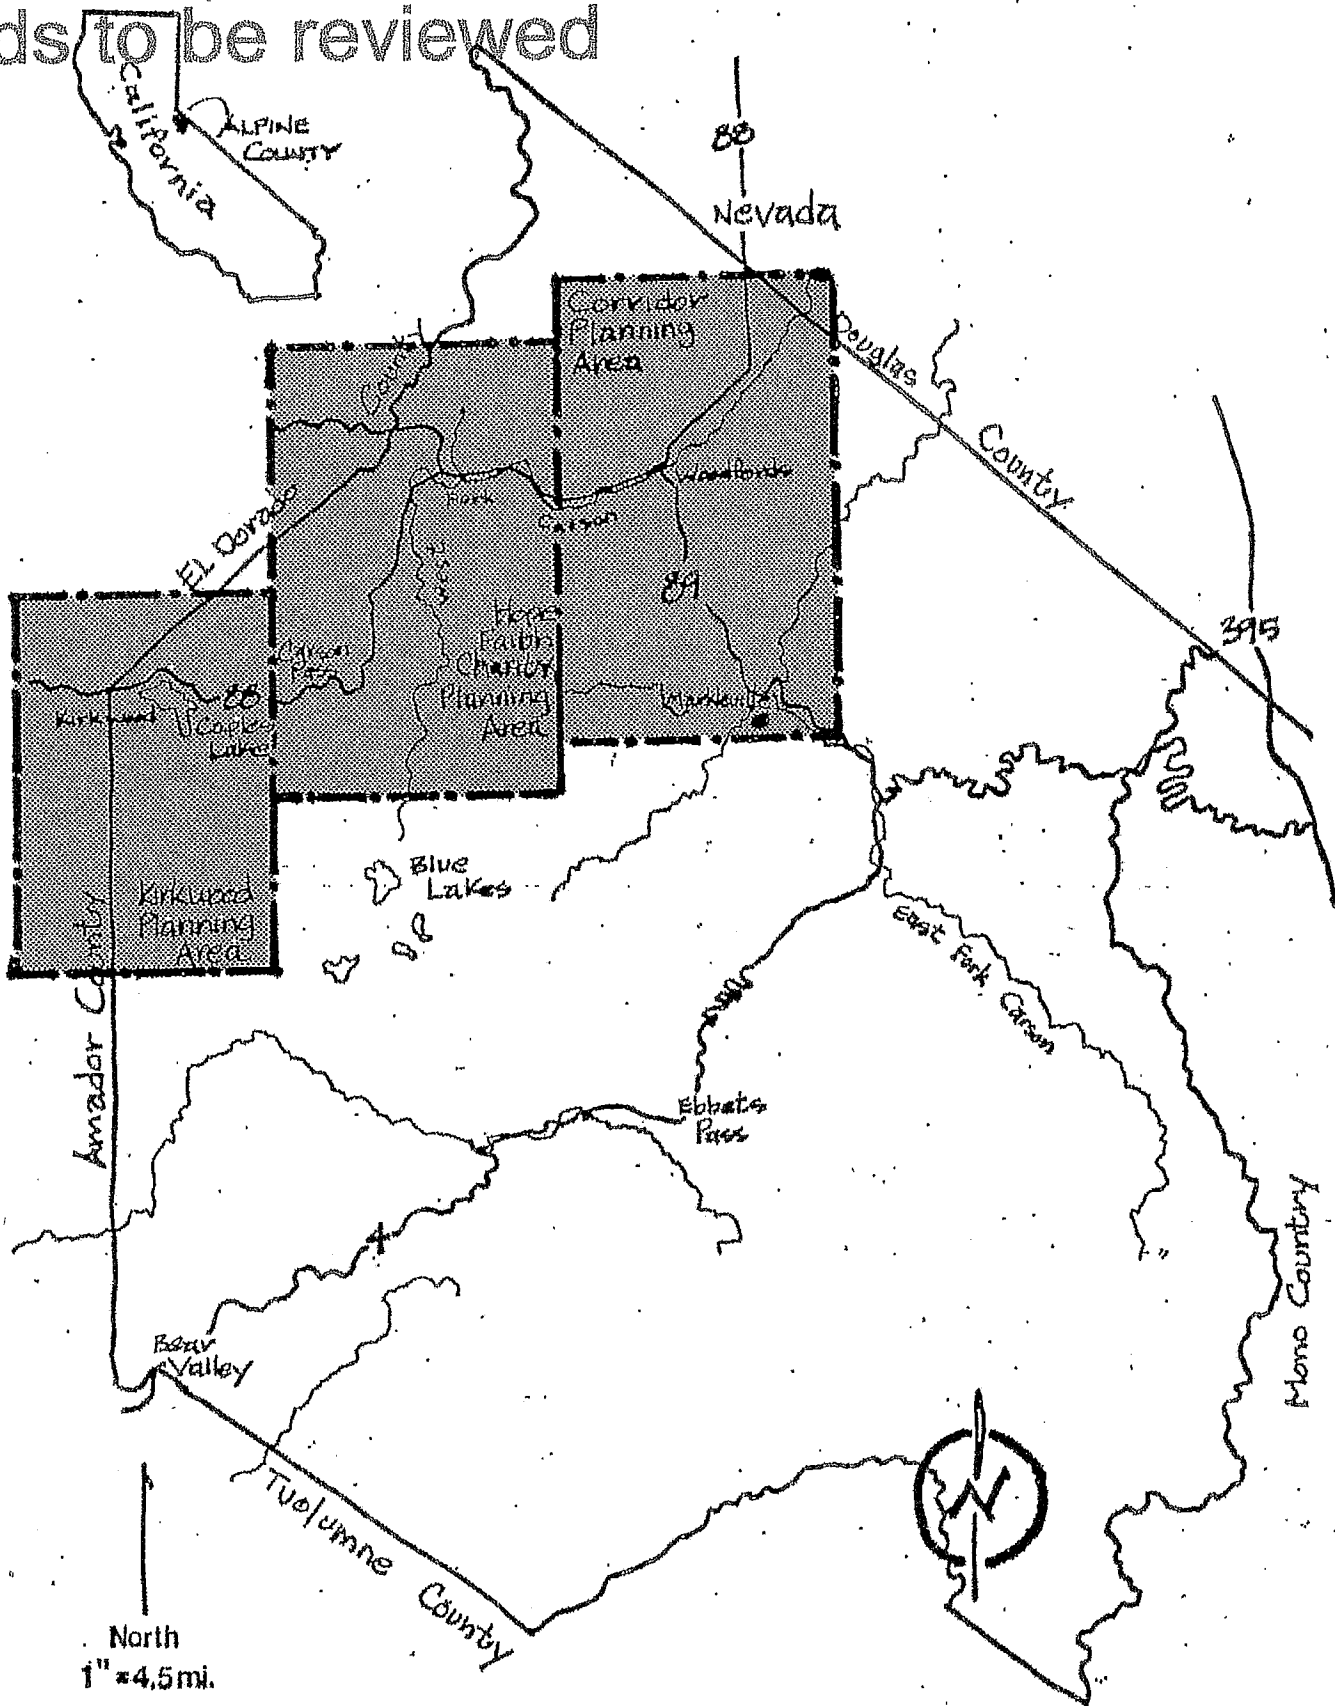 ds to be reviewed
California
ALPINE
COUNTY
88
Nevada
Corridor
Planning
Area
Douglas
County
County
El Dorado
Woodfords
Fork
Carson
West
89
395
Hope
Faith
Charity
Planning
Area
Carson
Pass
Markleeville
88
Kirkwood
Caples
Lake
Blue
Lakes
Kirkwood
Planning
Area
Amador County
East Fork Carson
Ebbets
Pass
4
Mono Country
Bear
Valley
Tuolumne County
N
North
1" = 4.5 mi.